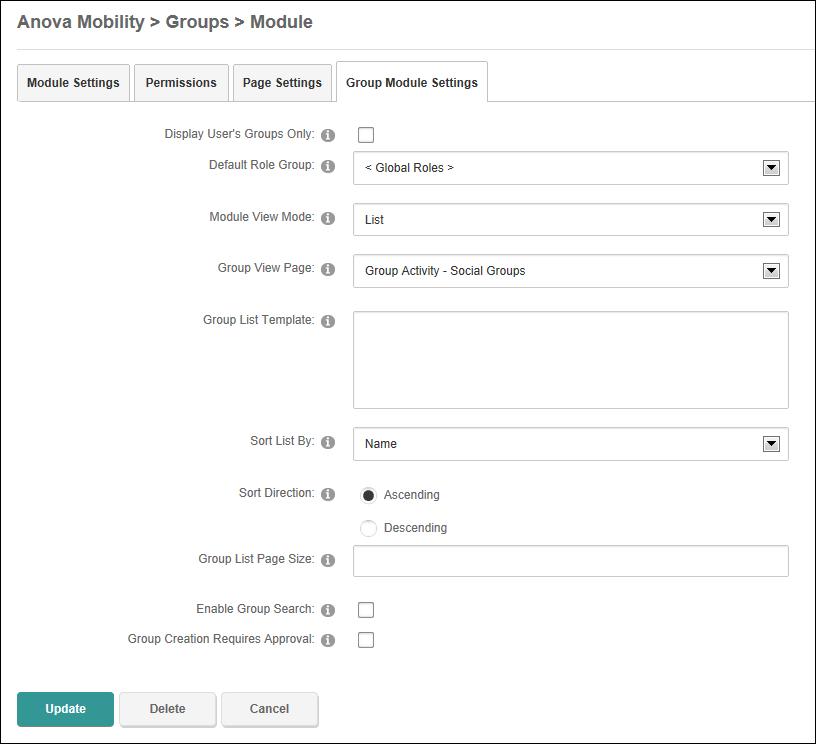 Anova Mobility > Groups > Module
Module Settings
Permissions
Page Settings
Group Module Settings
Display User's Groups Only:
Default Role Group:
< Global Roles >
Module View Mode:
List
Group View Page:
Group Activity - Social Groups
Group List Template:
Sort List By:
Name
Sort Direction:
Ascending
Descending
Group List Page Size:
Enable Group Search:
Group Creation Requires Approval:
Update
Delete
Cancel